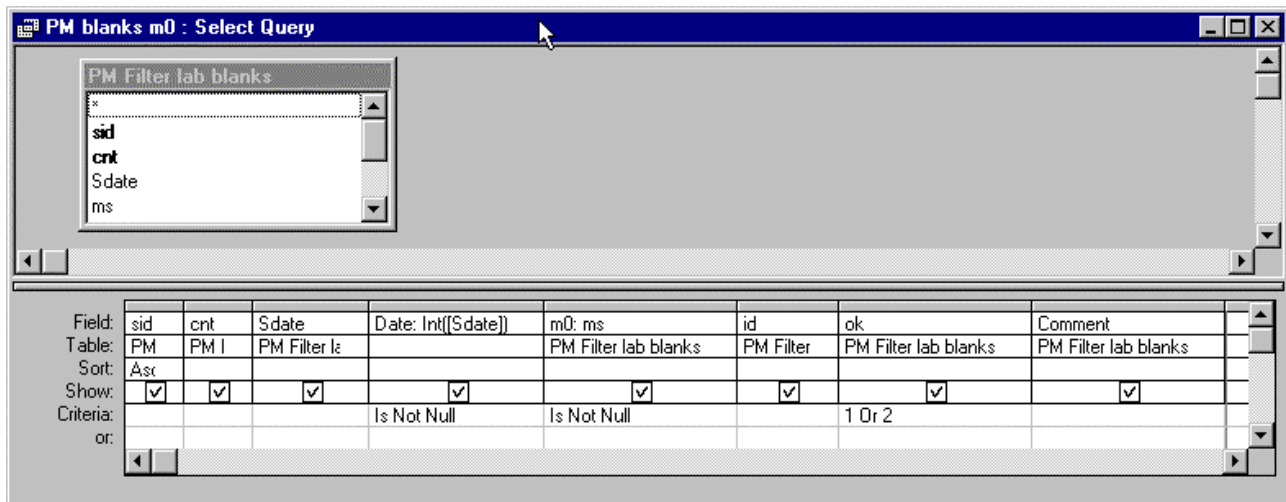 PM blanks m0 : Select Query
PM Filter lab blanks
*
sid
cnt
Sdate
ms
Field: sid cnt Sdate Date: Int([Sdate]) m0: ms id ok Comment
Table: PM PM I PM Filter la PM Filter lab blanks PM Filter PM Filter lab blanks PM Filter lab blanks
Sort: Asc
Show:
Criteria: Is Not Null Is Not Null 1 Or 2
or: